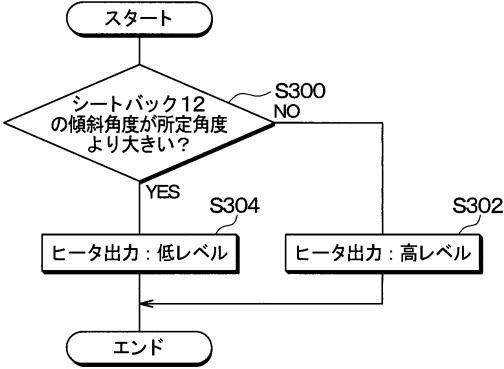 スタート
S300
シートバック12
の傾斜角度が所定角度
より大きい?
NO
YES
S304
S302
ヒータ出力:低レベル
ヒータ出力:高レベル
エンド